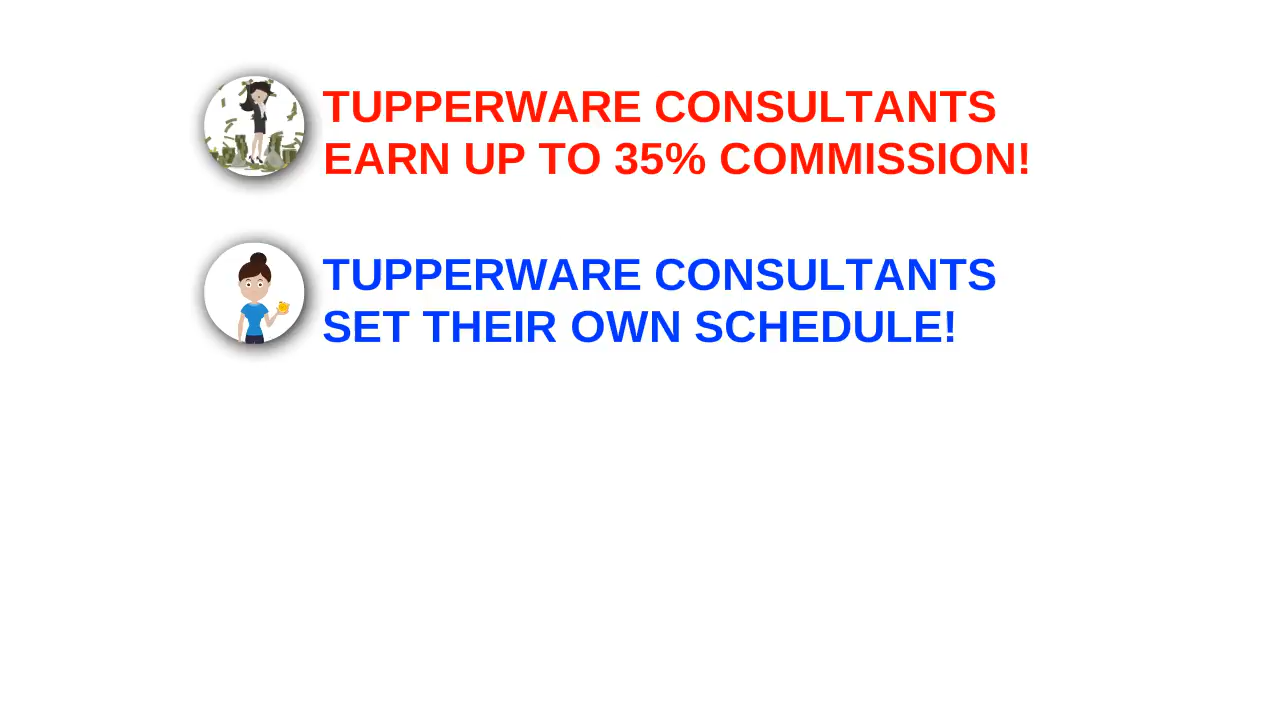 TUPPERWARE CONSULTANTS
EARN UP TO 35% COMMISSION!
TUPPERWARE CONSULTANTS
SET THEIR OWN SCHEDULE!